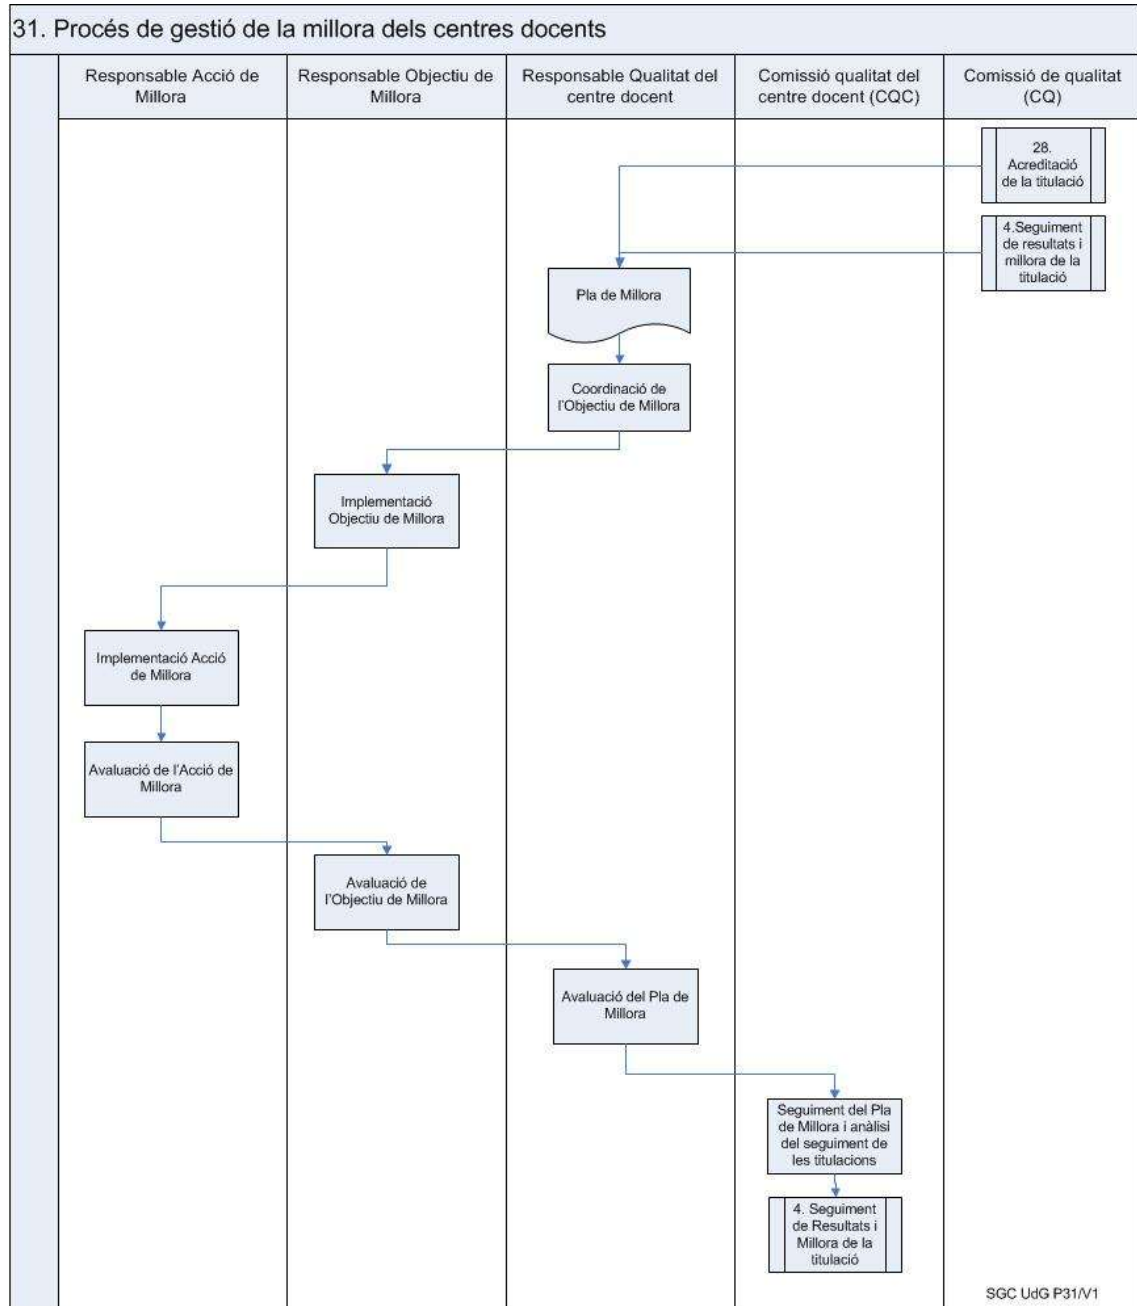 31. Procés de gestió de la millora dels centres docents
Responsable Acció de
Millora
Responsable Objectiu de
Millora
Responsable Qualitat del
centre docent
Comissió qualitat del
centre docent (CQC)
Comissió de qualitat
(CQ)
28.
Acreditació
de la titulació
4.Seguiment
de resultats i
millora de la
titulació
Pla de Millora
Coordinació de
l'Objectiu de Millora
Implementació
Objectiu de Millora
Implementació Acció
de Millora
Avaluació de l'Acció de
Millora
Avaluació de
l'Objectiu de Millora
Avaluació del Pla de
Millora
Seguiment del Pla
de Millora i anàlisi
del seguiment de
les titulacions
4. Seguiment
de Resultats i
Millora de la
titulació
SGC UdG P31/V1